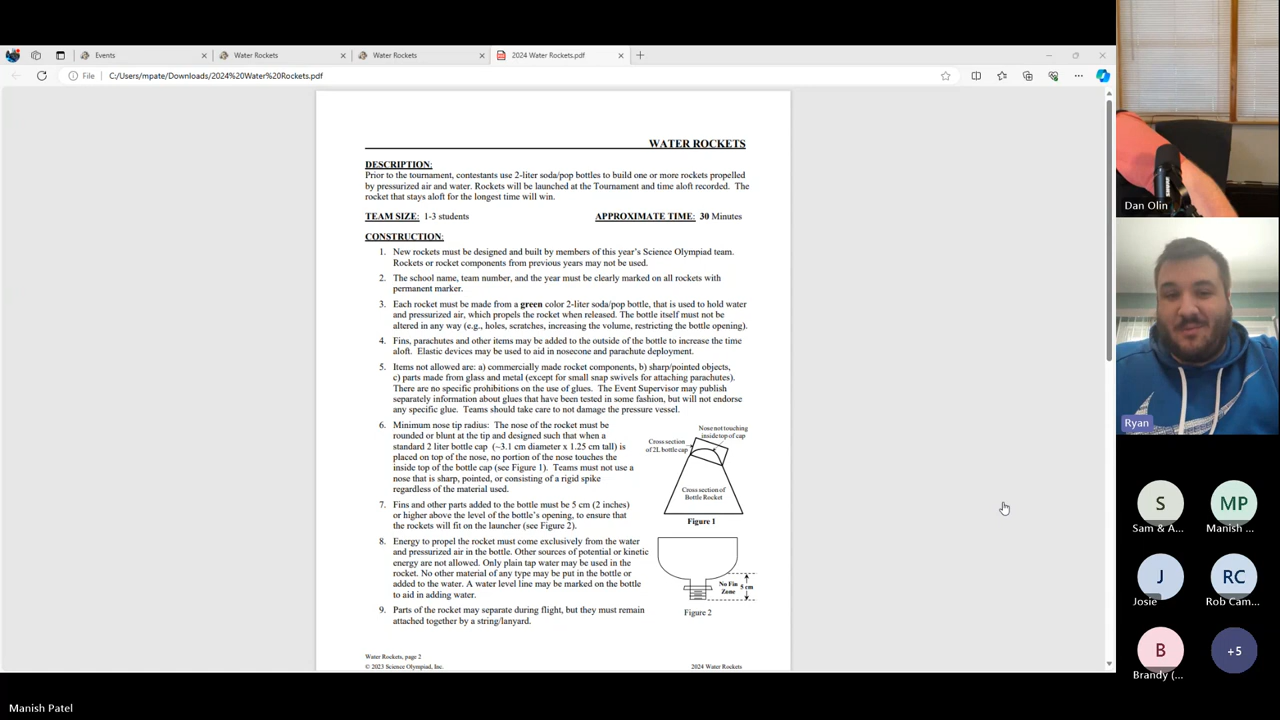 Events
Water Rockets
Water Rockets
2024 Water Rockets.pdf
File
C:/Users/mpate/Downloads/2024%20Water%20Rockets.pdf
WATER ROCKETS
DESCRIPTION:
Prior to the tournament, contestants use 2-liter soda/pop bottles to build one or more rockets propelled
by pressurized air and water. Rockets will be launched at the Tournament and time aloft recorded. The
rocket that stays aloft for the longest time will win.
TEAM SIZE: 1-3 students
APPROXIMATE TIME: 30 Minutes
CONSTRUCTION:
1. New rockets must be designed and built by members of this year's Science Olympiad team.
Rockets or rocket components from previous years may not be used.
2. The school name, team number, and the year must be clearly marked on all rockets with
permanent marker.
3. Each rocket must be made from a green color 2-liter soda/pop bottle, that is used to hold water
and pressurized air, which propels the rocket when released. The bottle itself must not be
altered in any way (e.g., holes, scratches, increasing the volume, restricting the bottle opening).
4. Fins, parachutes and other items may be added to the outside of the bottle to increase the time
aloft. Elastic devices may be used to aid in nosecone and parachute deployment.
5. Items not allowed are: a) commercially made rocket components, b) sharp/pointed objects,
c) parts made from glass and metal (except for small snap swivels for attaching parachutes).
There are no specific prohibitions on the use of glues. The Event Supervisor may publish
separately information about glues that have been tested in some fashion, but will not endorse
any specific glue. Teams should take care to not damage the pressure vessel.
6. Minimum nose tip radius: The nose of the rocket must be
rounded or blunt at the tip and designed such that when a
standard 2 liter bottle cap (~3.1 cm diameter x 1.25 cm tall) is
placed on top of the nose, no portion of the nose touches the
inside top of the bottle cap (see Figure 1). Teams must not use a
nose that is sharp, pointed, or consisting of a rigid spike
regardless of the material used.
Nose not touching
inside top of cap
Cross section
of 2L bottle cap
Cross section of
Bottle Rocket
Figure 1
7. Fins and other parts added to the bottle must be 5 cm (2 inches)
or higher above the level of the bottle's opening, to ensure that
the rockets will fit on the launcher (see Figure 2).
8. Energy to propel the rocket must come exclusively from the water
and pressurized air in the bottle. Other sources of potential or kinetic
energy are not allowed. Only plain tap water may be used in the
rocket. No other material of any type may be put in the bottle or
added to the water. A water level line may be marked on the bottle
to aid in adding water.
No Fin
Zone
5 cm
Figure 2
9. Parts of the rocket may separate during flight, but they must remain
attached together by a string/lanyard.
Water Rockets, page 2
© 2023 Science Olympiad, Inc.
2024 Water Rockets
Dan Olin
Ryan
S
Sam & A...
MP
Manish ...
J
Josie
RC
Rob Cam...
B
Brandy (...
+5
Manish Patel